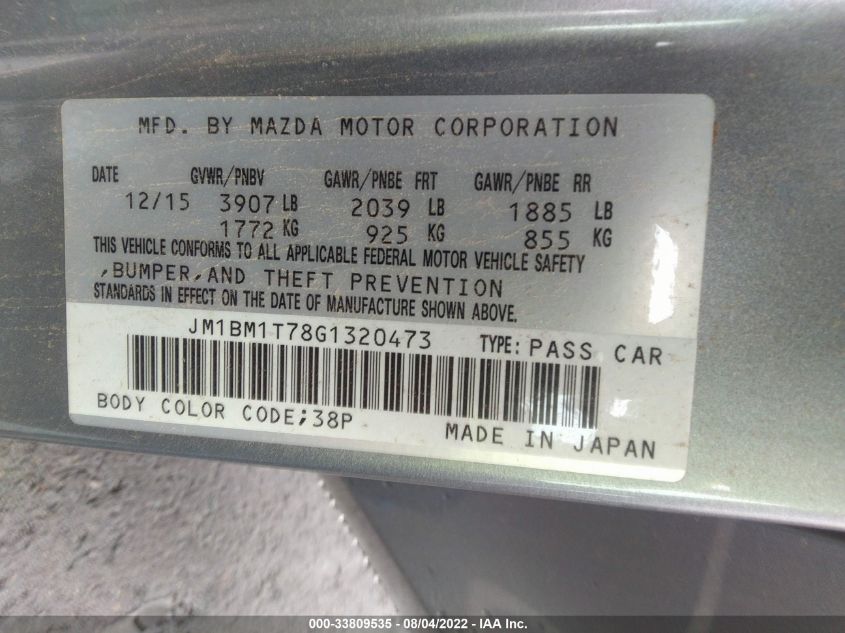 MFD. BY MAZDA MOTOR CORPORATION
DATE GVWR/PNBV GAWR/PNBE FRT GAWR/PNBE RR
12/15 3907 LB 2039 LB 1885 LB
1772 KG 925 KG 855 KG
THIS VEHICLE CONFORMS TO ALL APPLICABLE FEDERAL MOTOR VEHICLE SAFETY
,BUMPER,AND THEFT PREVENTION
STANDARDS IN EFFECT ON THE DATE OF MANUFACTURE SHOWN ABOVE.
JM1BM1T78G1320473 TYPE: PASS CAR
BODY COLOR CODE;38P MADE IN JAPAN
000-33809535 - 08/04/2022 - IAA Inc.